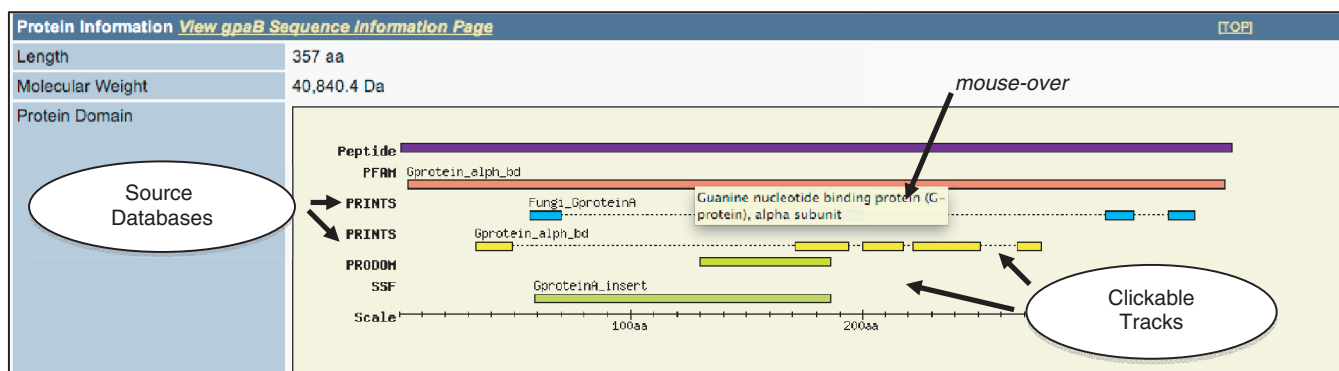 Protein Information View gpaB Sequence Information Page [TOP]
Length 357 aa
Molecular Weight 40,840.4 Da
mouse-over
Protein Domain
Peptide
PFAM Gprotein_alph_bd
Source
Databases
PRINTS Fungi_GproteinA
Guanine nucleotide binding protein (G-
protein), alpha subunit
PRINTS Gprotein_alph_bd
PRODOM
SSF GproteinA_insert
Clickable
Tracks
Scale
100aa 200aa